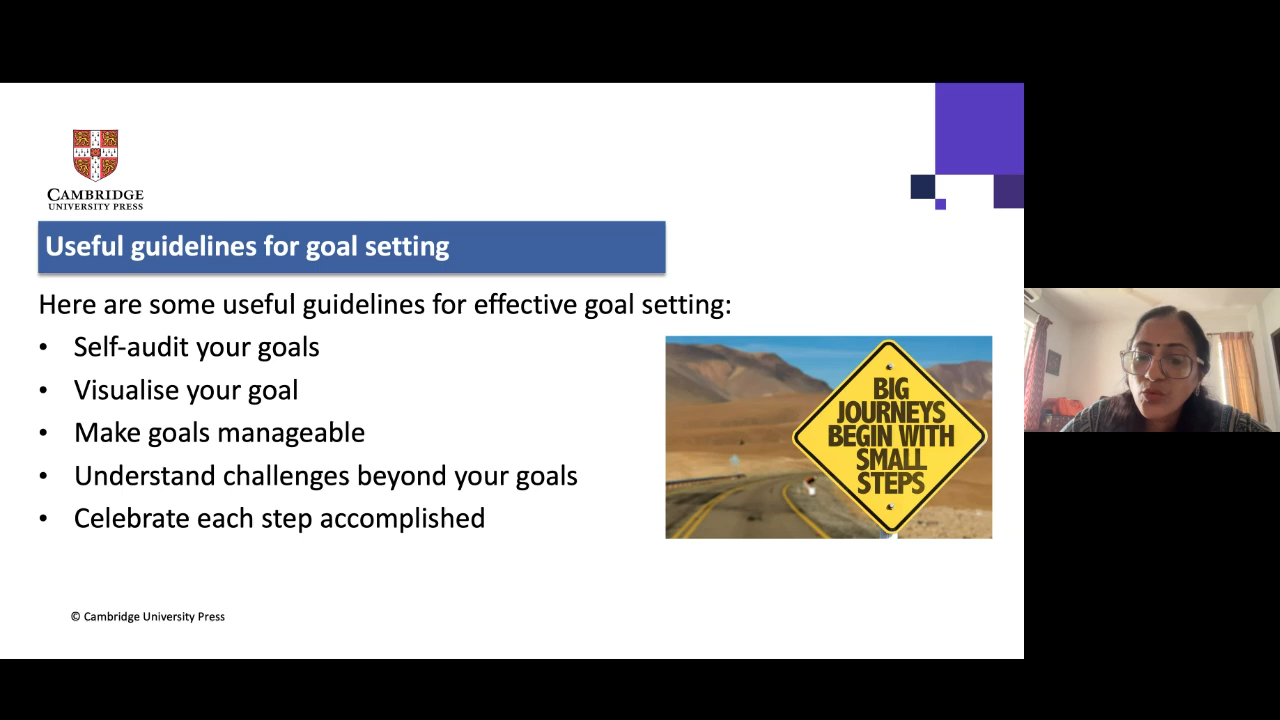 CAMBRIDGE
UNIVERSITY PRESS
Useful guidelines for goal setting
Here are some useful guidelines for effective goal setting:
• Self-audit your goals
• Visualise your goal
• Make goals manageable
• Understand challenges beyond your goals
• Celebrate each step accomplished
BIG
JOURNEYS
BEGIN WITH
SMALL
STEPS
© Cambridge University Press